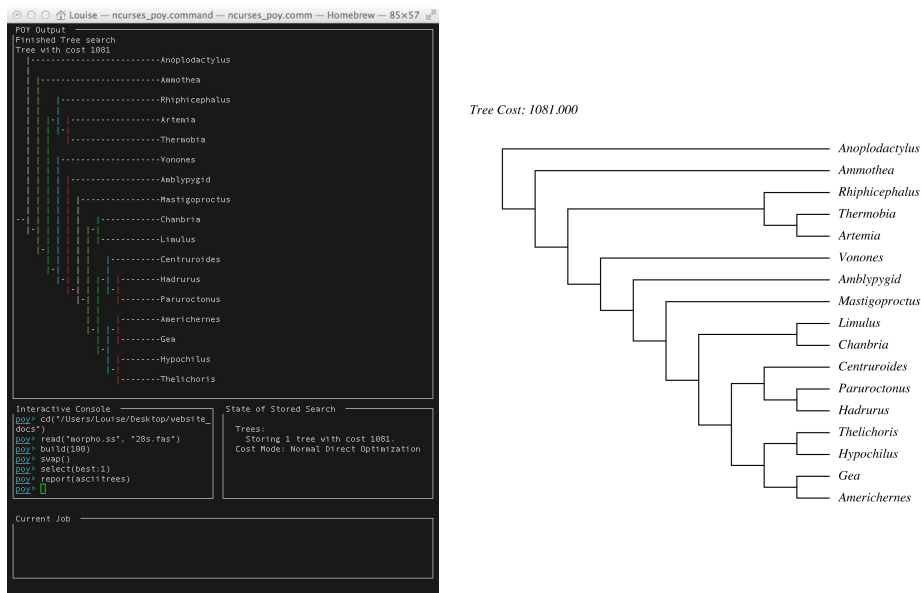 Louise — ncurses_poy.command — ncurses_poy.comm — Homebrew — 85×57
POY Output
Finished Tree search
Tree with cost 1081
Anoplodactylus
Ammothea
Rhiphicephalus
Artemia
Thermobia
Vonones
Amblypygid
Mastigoproctus
Chanbria
Limulus
Centruroides
Hadrurus
Paruroctonus
Americhernes
Gea
Hypochilus
Thelichoris
Interactive Console
poy> cd("/Users/Louise/Desktop/website_
docs")
poy> read("morpho.ss", "28s.fas")
poy> build(100)
poy> swap()
poy> select(best:1)
poy> report(asciitrees)
poy>
State of Stored Search
Trees:
Storing 1 tree with cost 1081.
Cost Mode: Normal Direct Optimization
Current Job
Tree Cost: 1081.000
Anoplodactylus
Ammothea
Rhiphicephalus
Thermobia
Artemia
Vonones
Amblypygid
Mastigoproctus
Limulus
Chanbria
Centruroides
Paruroctonus
Hadrurus
Thelichoris
Hypochilus
Gea
Americhernes